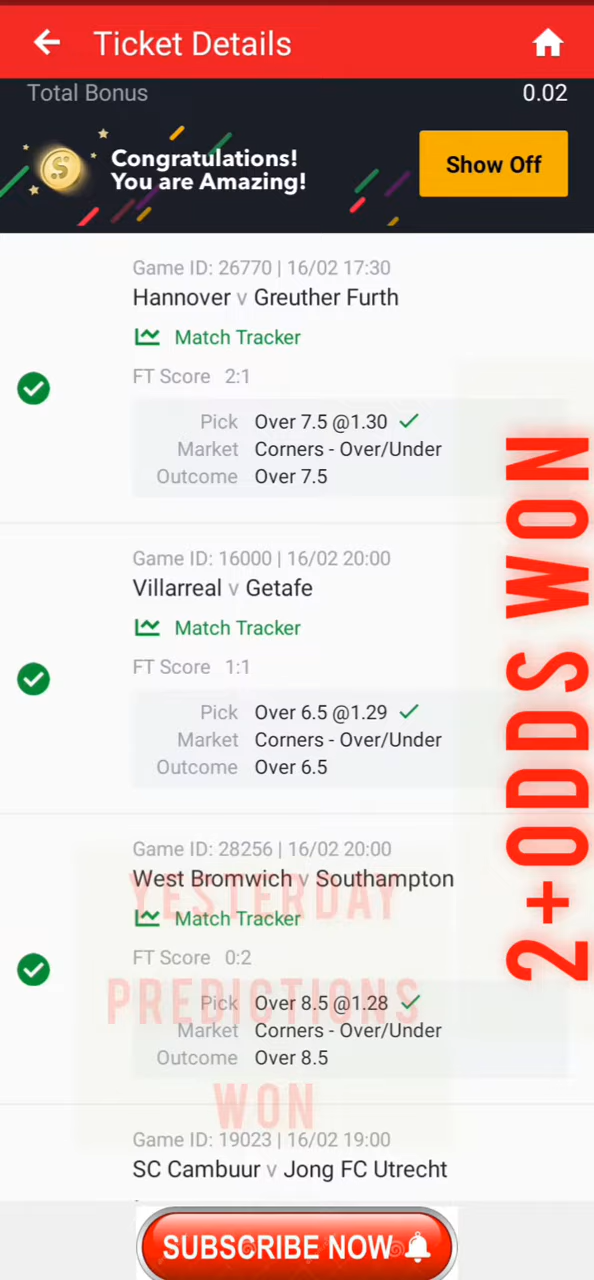 Ticket Details
Total Bonus 0.02
Congratulations!
You are Amazing!
Show Off
Game ID: 26770 | 16/02 17:30
Hannover v Greuther Furth
Match Tracker
FT Score 2:1
Pick Over 7.5 @1.30
Market Corners - Over/Under
Outcome Over 7.5
Game ID: 16000 | 16/02 20:00
Villarreal v Getafe
Match Tracker
FT Score 1:1
Pick Over 6.5 @1.29
Market Corners - Over/Under
Outcome Over 6.5
Game ID: 28256 | 16/02 20:00
West Bromwich v Southampton
Match Tracker
FT Score 0:2
Pick Over 8.5 @1.28
Market Corners - Over/Under
Outcome Over 8.5
Game ID: 19023 | 16/02 19:00
SC Cambuur v Jong FC Utrecht
2+ODDS WON
YESTERDAY
PREDICTIONS
WON
SUBSCRIBE NOW